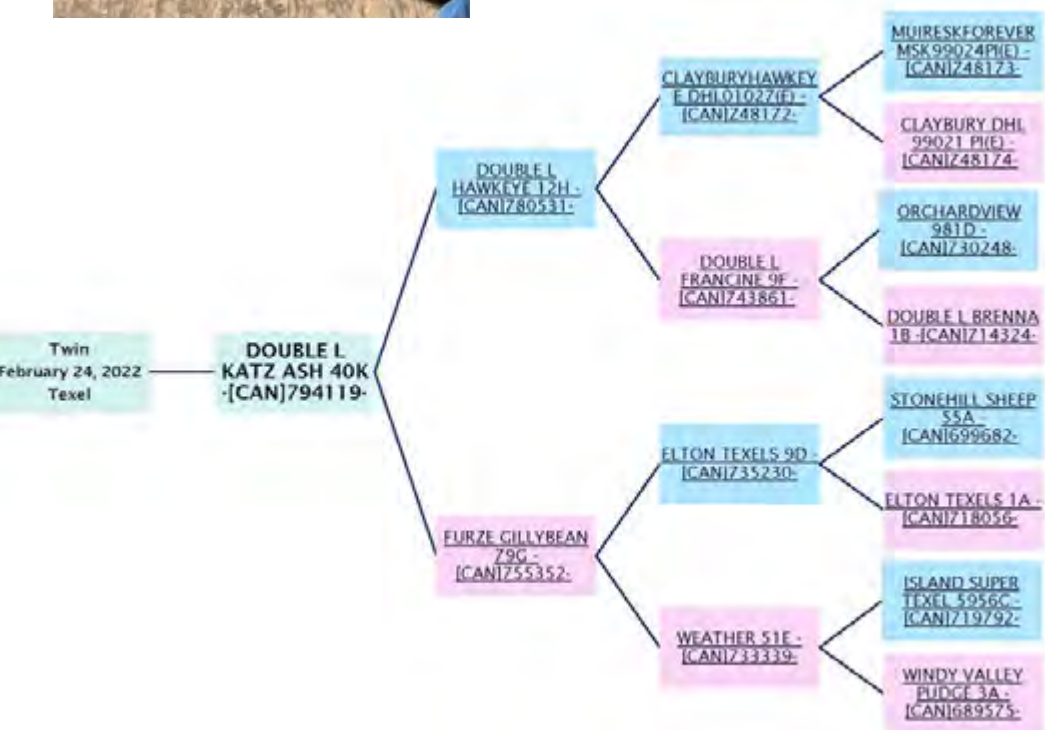 Twin
February 24, 2022
Texel
DOUBLE L
KATZ ASH 40K
-[CAN]794119-
DOUBLE L
HAWKEYE 12H -
[CAN]780531-
FURZE GILLYBEAN
79G -
[CAN]755352-
CLAYBURYHAWKEY
E DHL01027(E) -
[CAN]748172-
DOUBLE L
FRANCINE 9F -
[CAN]743861-
ELTON TEXELS 9D -
[CAN]735230-
WEATHER 51E -
[CAN]733339-
MUIRESKFOREVER
MSK99024PI(E) -
[CAN]748173-
CLAYBURY DHL
99021 PI(E) -
[CAN]748174-
ORCHARDVIEW
981D -
[CAN]730248-
DOUBLE L BRENNA
1B -[CAN]714324-
STONEHILL SHEEP
55A -
[CAN]699682-
ELTON TEXELS 1A -
[CAN]718056-
ISLAND SUPER
TEXEL 5956C -
[CAN]719792-
WINDY VALLEY
PUDGE 3A -
[CAN]689575-